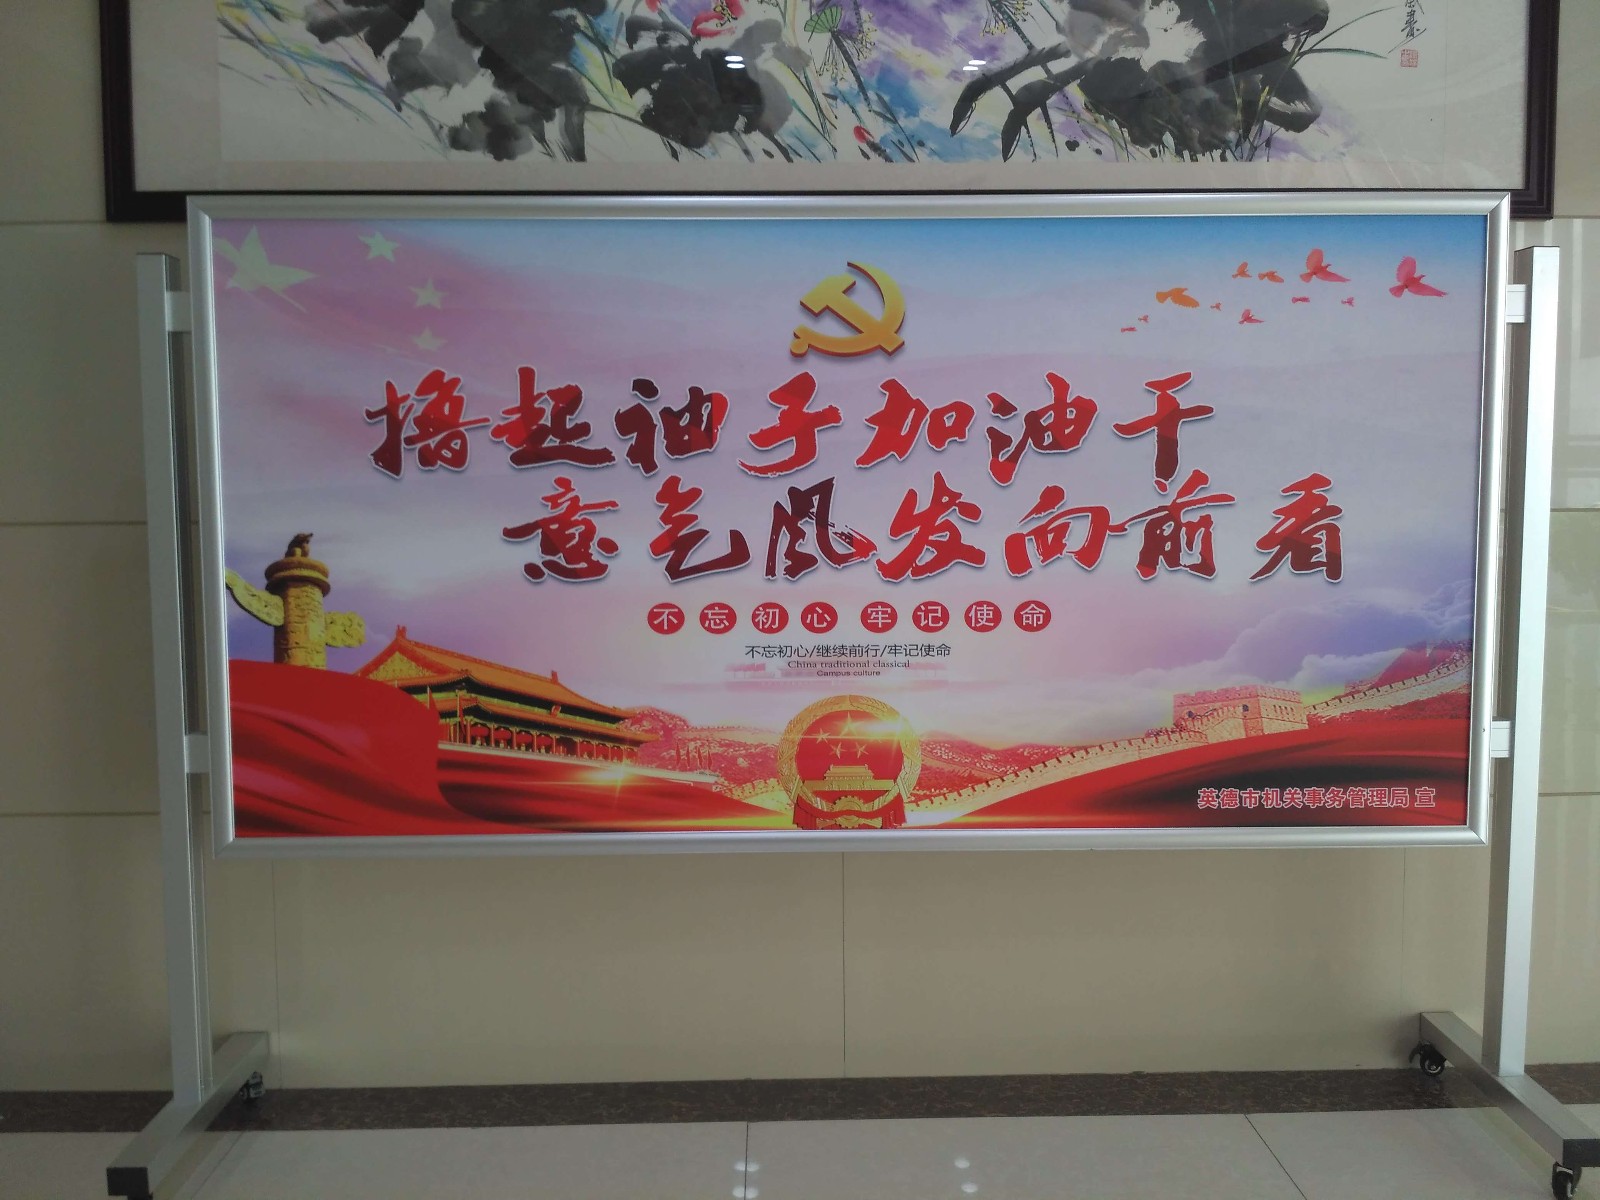 撸起袖子加油干
意气风发向前看
不忘初心 牢记使命
不忘初心/继续前行/牢记使命
China traditional classical
Campus culture
英德市机关事务管理局 宣